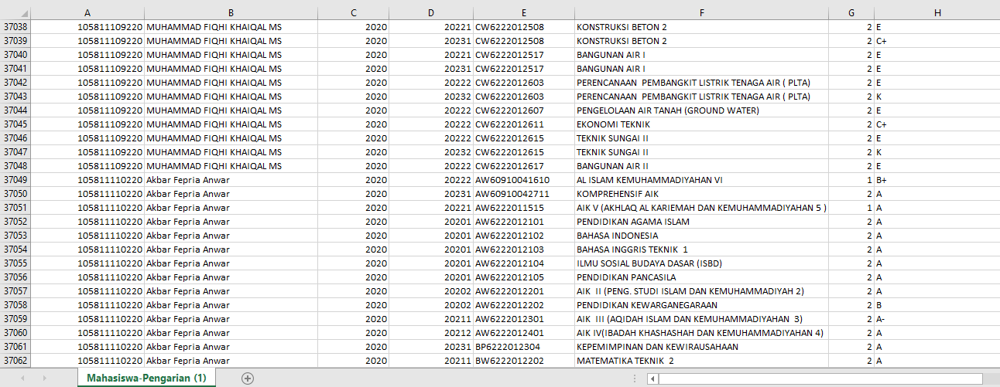 A B C D E F G H
37038 105811109220 MUHAMMAD FIQHI KHAIQAL MS 2020 20221 CW6222012508 KONSTRUKSI BETON 2 2 E
37039 105811109220 MUHAMMAD FIQHI KHAIQAL MS 2020 20231 CW6222012508 KONSTRUKSI BETON 2 2 C+
37040 105811109220 MUHAMMAD FIQHI KHAIQAL MS 2020 20221 CW6222012517 BANGUNAN AIR I 2 E
37041 105811109220 MUHAMMAD FIQHI KHAIQAL MS 2020 20231 CW6222012517 BANGUNAN AIR I 2 E
37042 105811109220 MUHAMMAD FIQHI KHAIQAL MS 2020 20222 CW6222012603 PERENCANAAN  PEMBANGKIT LISTRIK TENAGA AIR ( PLTA) 2 E
37043 105811109220 MUHAMMAD FIQHI KHAIQAL MS 2020 20232 CW6222012603 PERENCANAAN  PEMBANGKIT LISTRIK TENAGA AIR ( PLTA) 2 K
37044 105811109220 MUHAMMAD FIQHI KHAIQAL MS 2020 20222 CW6222012607 PENGELOLAAN AIR TANAH (GROUND WATER) 2 E
37045 105811109220 MUHAMMAD FIQHI KHAIQAL MS 2020 20222 CW6222012611 EKONOMI TEKNIK 2 C+
37046 105811109220 MUHAMMAD FIQHI KHAIQAL MS 2020 20222 CW6222012615 TEKNIK SUNGAI II 2 E
37047 105811109220 MUHAMMAD FIQHI KHAIQAL MS 2020 20232 CW6222012615 TEKNIK SUNGAI II 2 K
37048 105811109220 MUHAMMAD FIQHI KHAIQAL MS 2020 20222 CW6222012617 BANGUNAN AIR II 2 E
37049 105811110220 Akbar Fepria Anwar 2020 20222 AW60910041610 AL ISLAM KEMUHAMMADIYAHAN VI 1 B+
37050 105811110220 Akbar Fepria Anwar 2020 20231 AW60910042711 KOMPREHENSIF AIK 2 A
37051 105811110220 Akbar Fepria Anwar 2020 20221 AW6222011515 AIK V (AKHLAQ AL KARIEMAH DAN KEMUHAMMADIYAHAN 5 ) 1 A
37052 105811110220 Akbar Fepria Anwar 2020 20201 AW6222012101 PENDIDIKAN AGAMA ISLAM 2 A
37053 105811110220 Akbar Fepria Anwar 2020 20201 AW6222012102 BAHASA INDONESIA 2 A
37054 105811110220 Akbar Fepria Anwar 2020 20201 AW6222012103 BAHASA INGGRIS TEKNIK  1 2 A
37055 105811110220 Akbar Fepria Anwar 2020 20201 AW6222012104 ILMU SOSIAL BUDAYA DASAR (ISBD) 2 A
37056 105811110220 Akbar Fepria Anwar 2020 20201 AW6222012105 PENDIDIKAN PANCASILA 2 A
37057 105811110220 Akbar Fepria Anwar 2020 20202 AW6222012201 AIK  II (PENG. STUDI ISLAM DAN KEMUHAMMADIYAH 2) 2 A
37058 105811110220 Akbar Fepria Anwar 2020 20202 AW6222012202 PENDIDIKAN KEWARGANEGARAAN 2 B
37059 105811110220 Akbar Fepria Anwar 2020 20211 AW6222012301 AIK  III (AQIDAH ISLAM DAN KEMUHAMMADIYAHAN  3) 2 A-
37060 105811110220 Akbar Fepria Anwar 2020 20212 AW6222012401 AIK IV(IBADAH KHASHASHAH DAN KEMUHAMMADIYAHAN 4) 2 A
37061 105811110220 Akbar Fepria Anwar 2020 20231 BP6222012304 KEPEMIMPINAN DAN KEWIRAUSAHAAN 2 A
37062 105811110220 Akbar Fepria Anwar 2020 20211 BW6222012202 MATEMATIKA TEKNIK  2 2 A
Mahasiswa-Pengarian (1)